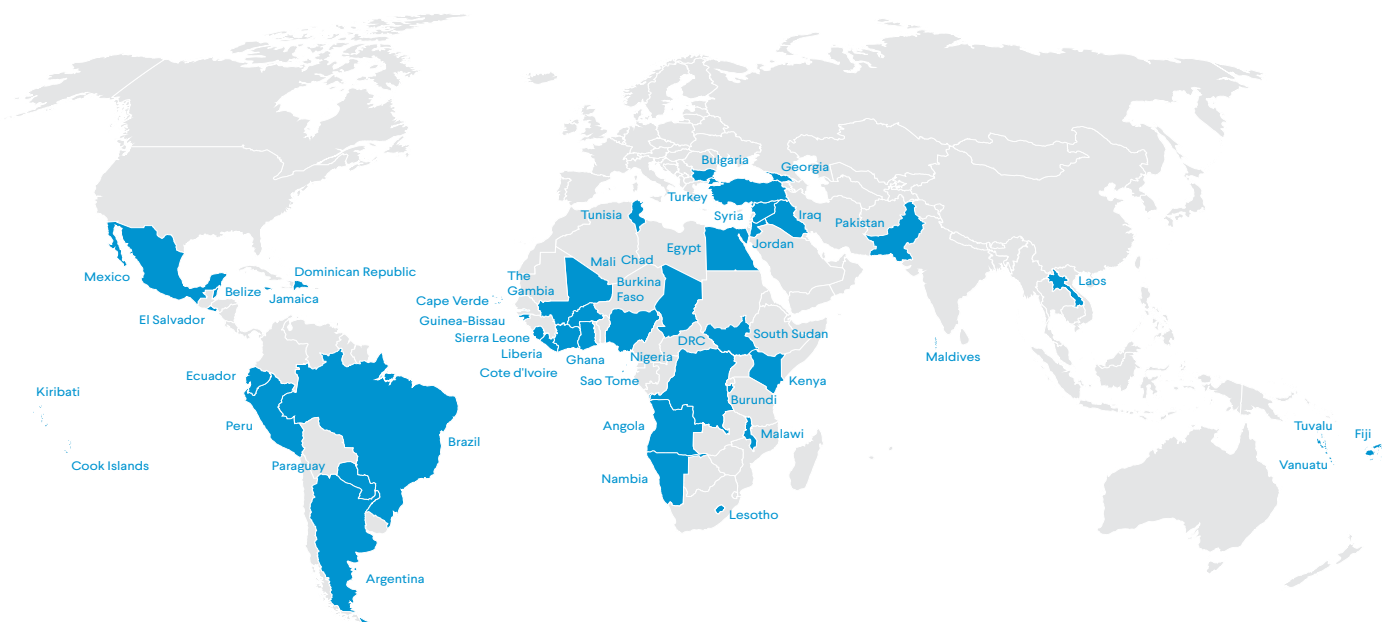 Bulgaria
Georgia
Turkey
Tunisia
Syria
Iraq
Pakistan
Jordan
Egypt
Mali
Chad
Mexico
Dominican Republic
The
Gambia
Burkina
Faso
Laos
Belize
Jamaica
Cape Verde
El Salvador
Guinea-Bissau
Sierra Leone
South Sudan
DRC
Liberia
Ghana
Nigeria
Maldives
Cote d'Ivoire
Ecuador
Sao Tome
Kenya
Kiribati
Burundi
Peru
Angola
Malawi
Tuvalu
Fiji
Brazil
Cook Islands
Paraguay
Vanuatu
Nambia
Lesotho
Argentina